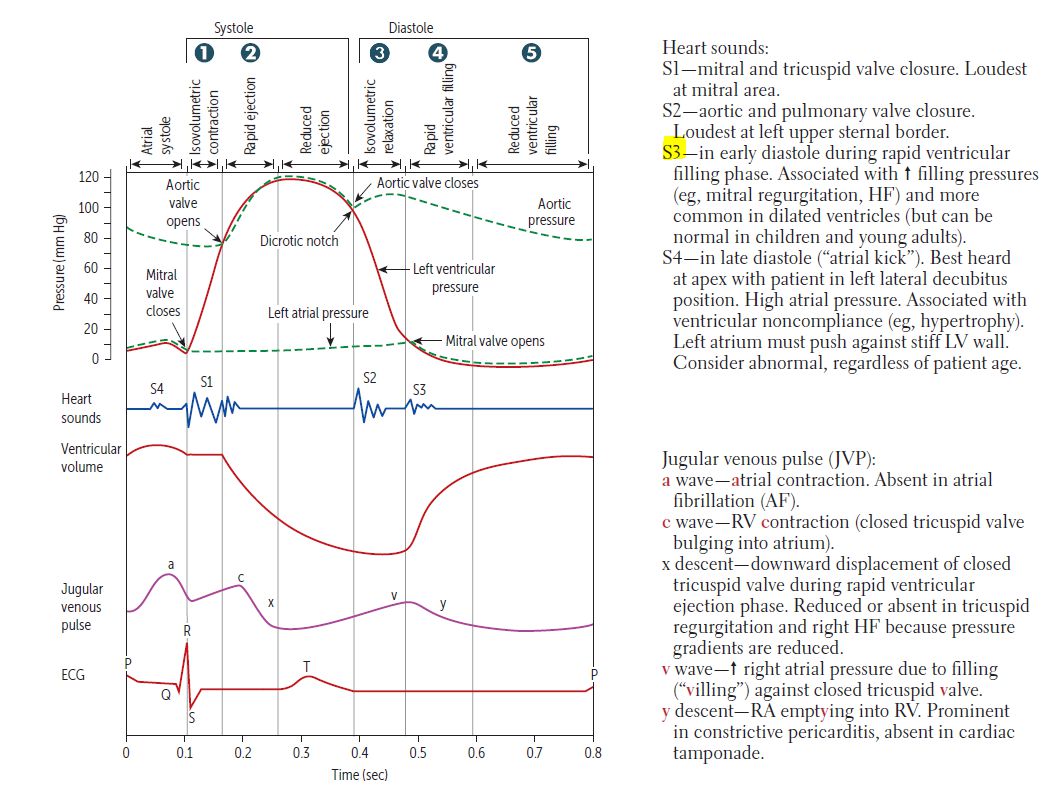 Systole
Diastole
1
2
3
4
5
Atrial
systole
Isovolumetric
contraction
Rapid ejection
Reduced
ejection
Isovolumetric
relaxation
Rapid
ventricular filling
Reduced
ventricular
filling
Pressure (mm Hg)
120
100
80
60
40
20
0
Aortic
valve
opens
Mitral
valve
closes
Dicrotic notch
Left atrial pressure
Aortic valve closes
Aortic
pressure
Left ventricular
pressure
Mitral valve opens
Heart
sounds
S4
S1
S2
S3
Ventricular
volume
Jugular
venous
pulse
a
c
x
v
y
ECG
P
Q
R
S
T
P
0
0.1
0.2
0.3
0.4
0.5
0.6
0.7
0.8
Time (sec)
Heart sounds:
S1—mitral and tricuspid valve closure. Loudest
at mitral area.
S2—aortic and pulmonary valve closure.
Loudest at left upper sternal border.
S3—in early diastole during rapid ventricular
filling phase. Associated with ↑ filling pressures
(eg, mitral regurgitation, HF) and more
common in dilated ventricles (but can be
normal in children and young adults).
S4—in late diastole (“atrial kick”). Best heard
at apex with patient in left lateral decubitus
position. High atrial pressure. Associated with
ventricular noncompliance (eg, hypertrophy).
Left atrium must push against stiff LV wall.
Consider abnormal, regardless of patient age.
Jugular venous pulse (JVP):
a wave—atrial contraction. Absent in atrial
fibrillation (AF).
c wave—RV contraction (closed tricuspid valve
bulging into atrium).
x descent—downward displacement of closed
tricuspid valve during rapid ventricular
ejection phase. Reduced or absent in tricuspid
regurgitation and right HF because pressure
gradients are reduced.
v wave—↑ right atrial pressure due to filling
(“villing”) against closed tricuspid valve.
y descent—RA emptying into RV. Prominent
in constrictive pericarditis, absent in cardiac
tamponade.